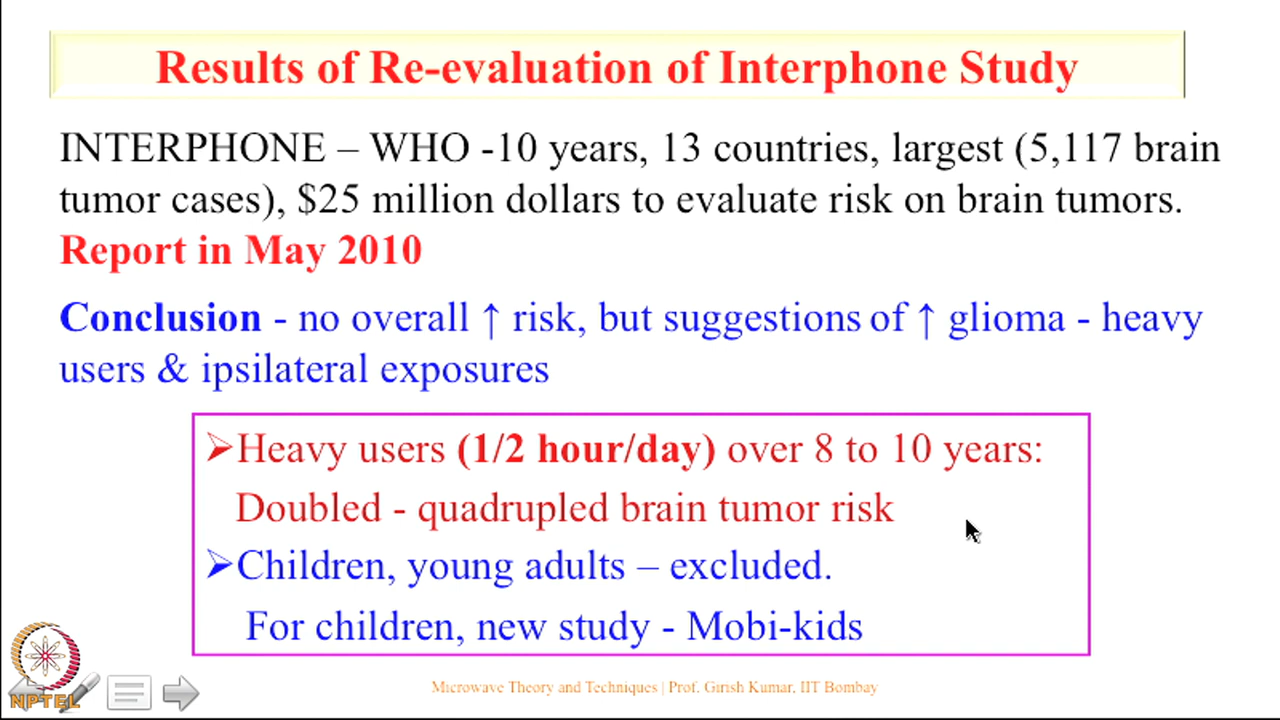 Results of Re-evaluation of Interphone Study
INTERPHONE – WHO -10 years, 13 countries, largest (5,117 brain
tumor cases), $25 million dollars to evaluate risk on brain tumors.
Report in May 2010
Conclusion - no overall ↑ risk, but suggestions of ↑ glioma - heavy
users & ipsilateral exposures
➢Heavy users (1/2 hour/day) over 8 to 10 years:
Doubled - quadrupled brain tumor risk
➢Children, young adults – excluded.
For children, new study - Mobi-kids
NPTEL
Microwave Theory and Techniques | Prof. Girish Kumar, IIT Bombay